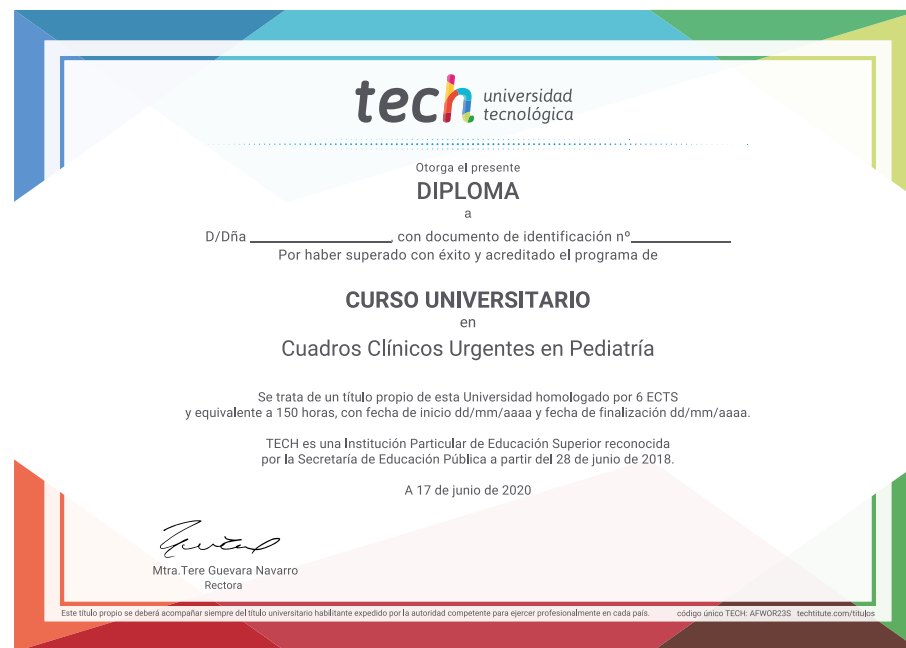 tech universidad
tecnológica
Otorga el presente
DIPLOMA
a
D/Dña ____________________, con documento de identificación nº______________
Por haber superado con éxito y acreditado el programa de
CURSO UNIVERSITARIO
en
Cuadros Clínicos Urgentes en Pediatría
Se trata de un título propio de esta Universidad homologado por 6 ECTS
y equivalente a 150 horas, con fecha de inicio dd/mm/aaaa y fecha de finalización dd/mm/aaaa.
TECH es una Institución Particular de Educación Superior reconocida
por la Secretaría de Educación Pública a partir del 28 de junio de 2018.
A 17 de junio de 2020
Mtra.Tere Guevara Navarro
Rectora
Este título propio se deberá acompañar siempre del título universitario habilitante expedido por la autoridad competente para ejercer profesionalmente en cada país. código único TECH: AFWOR23S techtitute.com/titulos